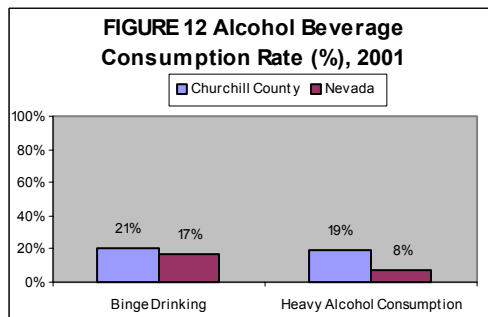 FIGURE 12 Alcohol Beverage
Consumption Rate (%), 2001
Churchill County Nevada
100%
80%
60%
40%
20%
0%
21% 17% 19% 8%
Binge Drinking Heavy Alcohol Consumption